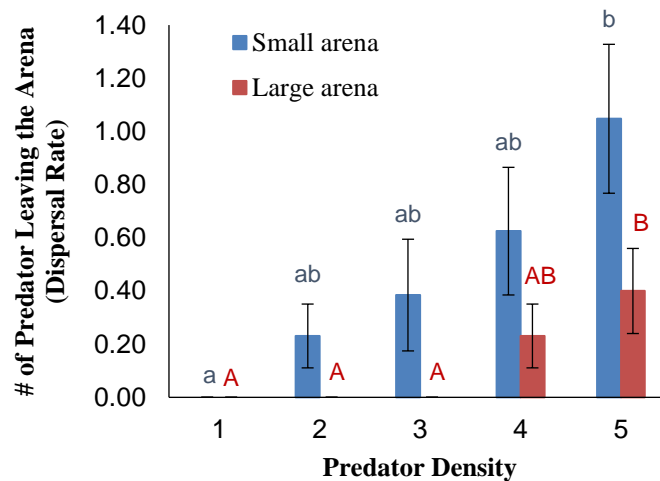 # of Predator Leaving the Arena
(Dispersal Rate)
1.40
1.20
1.00
0.80
0.60
0.40
0.20
0.00
Small arena
Large arena
a
A
ab
A
ab
A
ab
AB
b
B
1 2 3 4 5
Predator Density